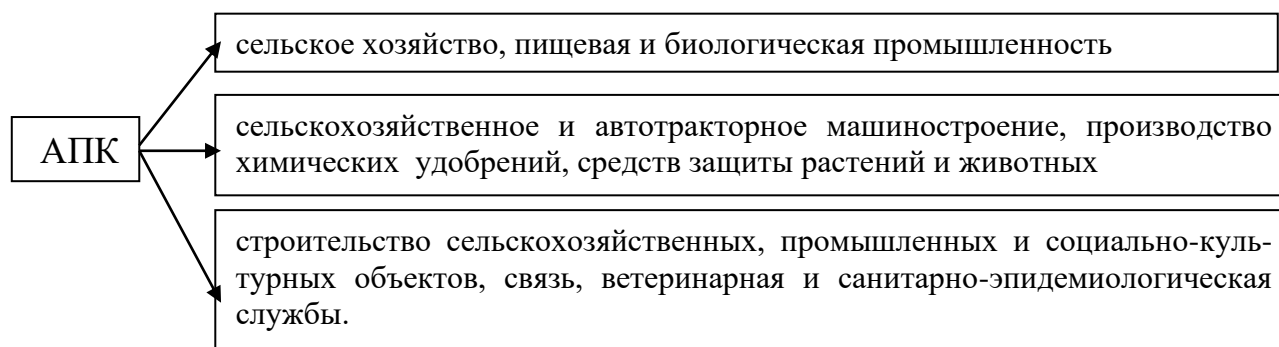 сельское хозяйство, пищевая и биологическая промышленность
АПК
сельскохозяйственное и автотракторное машиностроение, производство
химических удобрений, средств защиты растений и животных
строительство сельскохозяйственных, промышленных и социально-куль-
турных объектов, связь, ветеринарная и санитарно-эпидемиологическая
службы.